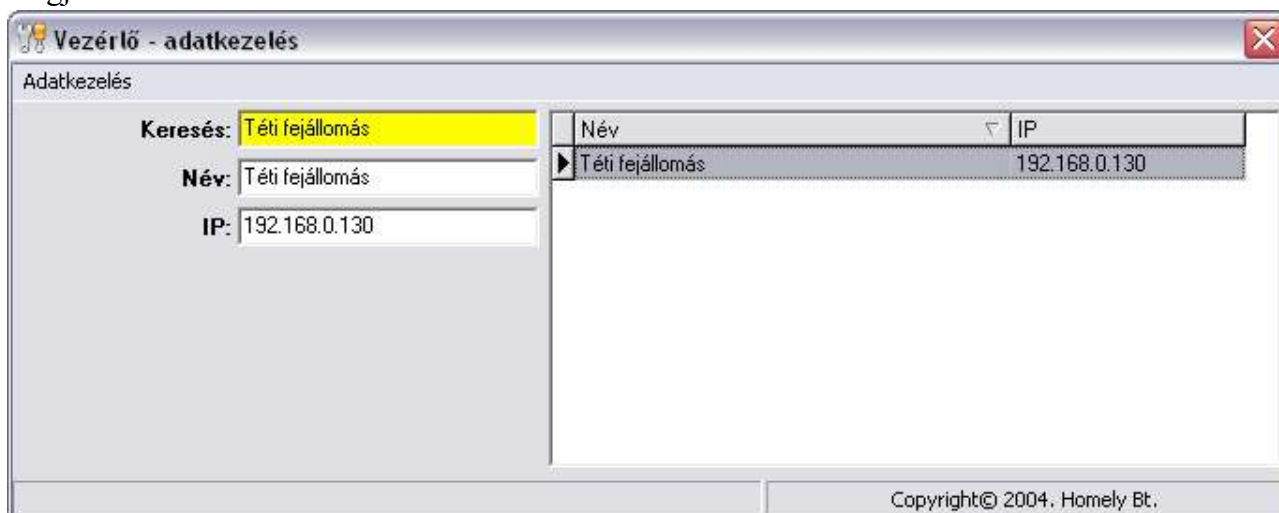 Vezérlő - adatkezelés
Adatkezelés
Keresés: Téti fejállomás
Név: Téti fejállomás
IP: 192.168.0.130
Név IP
Téti fejállomás 192.168.0.130
Copyright© 2004. Homely Bt.